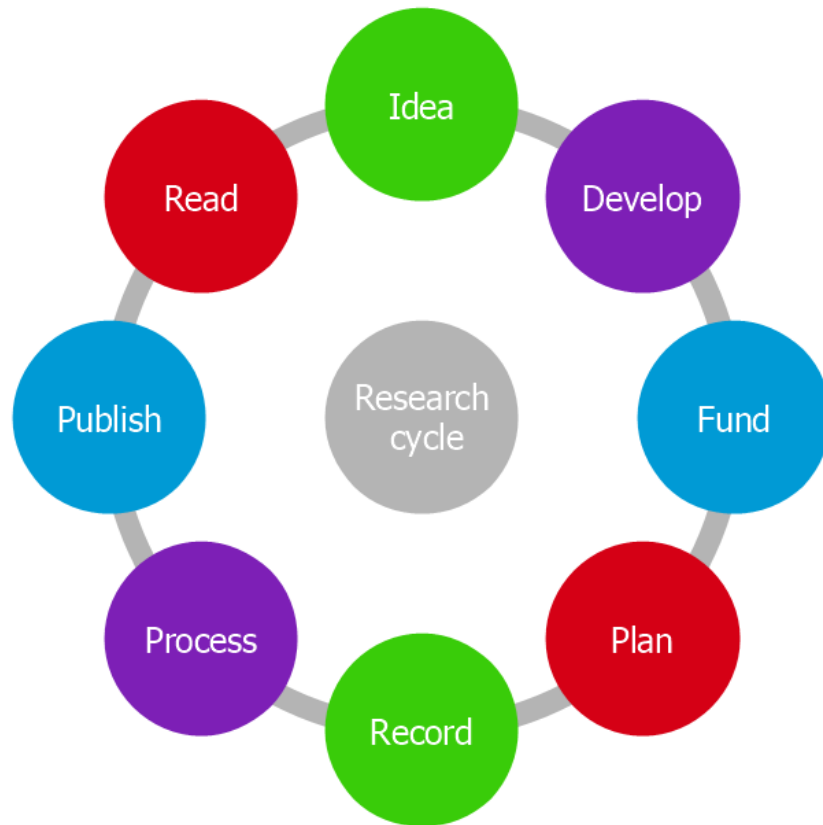 Idea
Develop
Fund
Plan
Record
Process
Publish
Read
Research
cycle